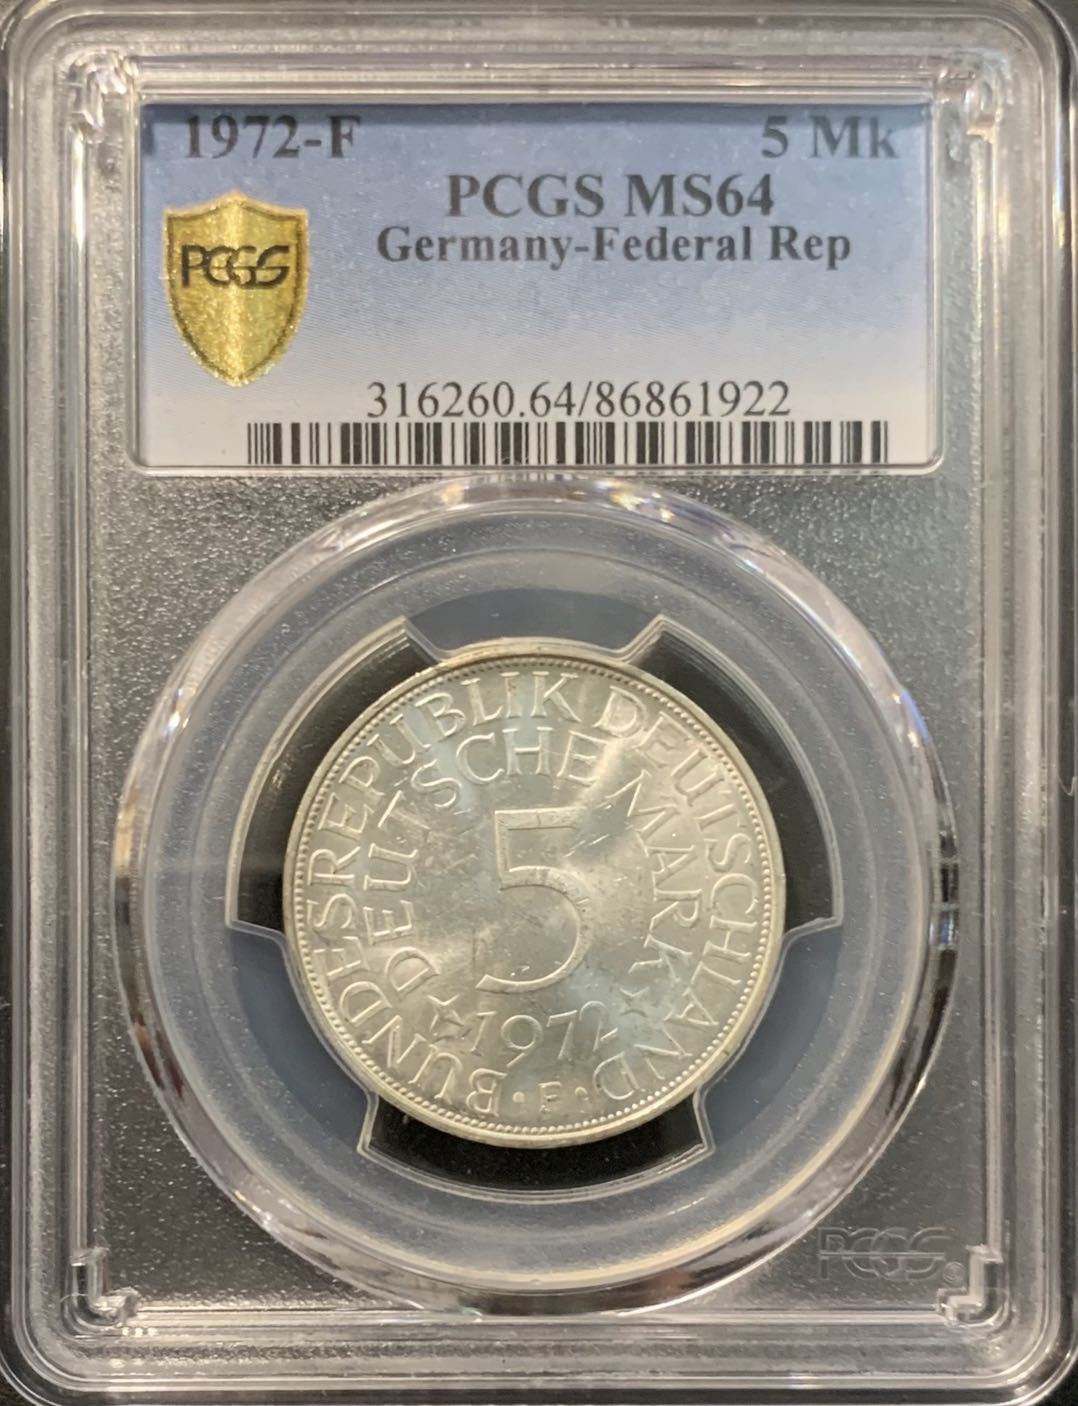 1972-F 5 Mk
PCGS MS64
Germany-Federal Rep
PCGS
316260.64/86861922
BUNDESREPUBLIK DEUTSCHLAND
DEUTSCHE MARK
5
1972
· F ·
PCGS